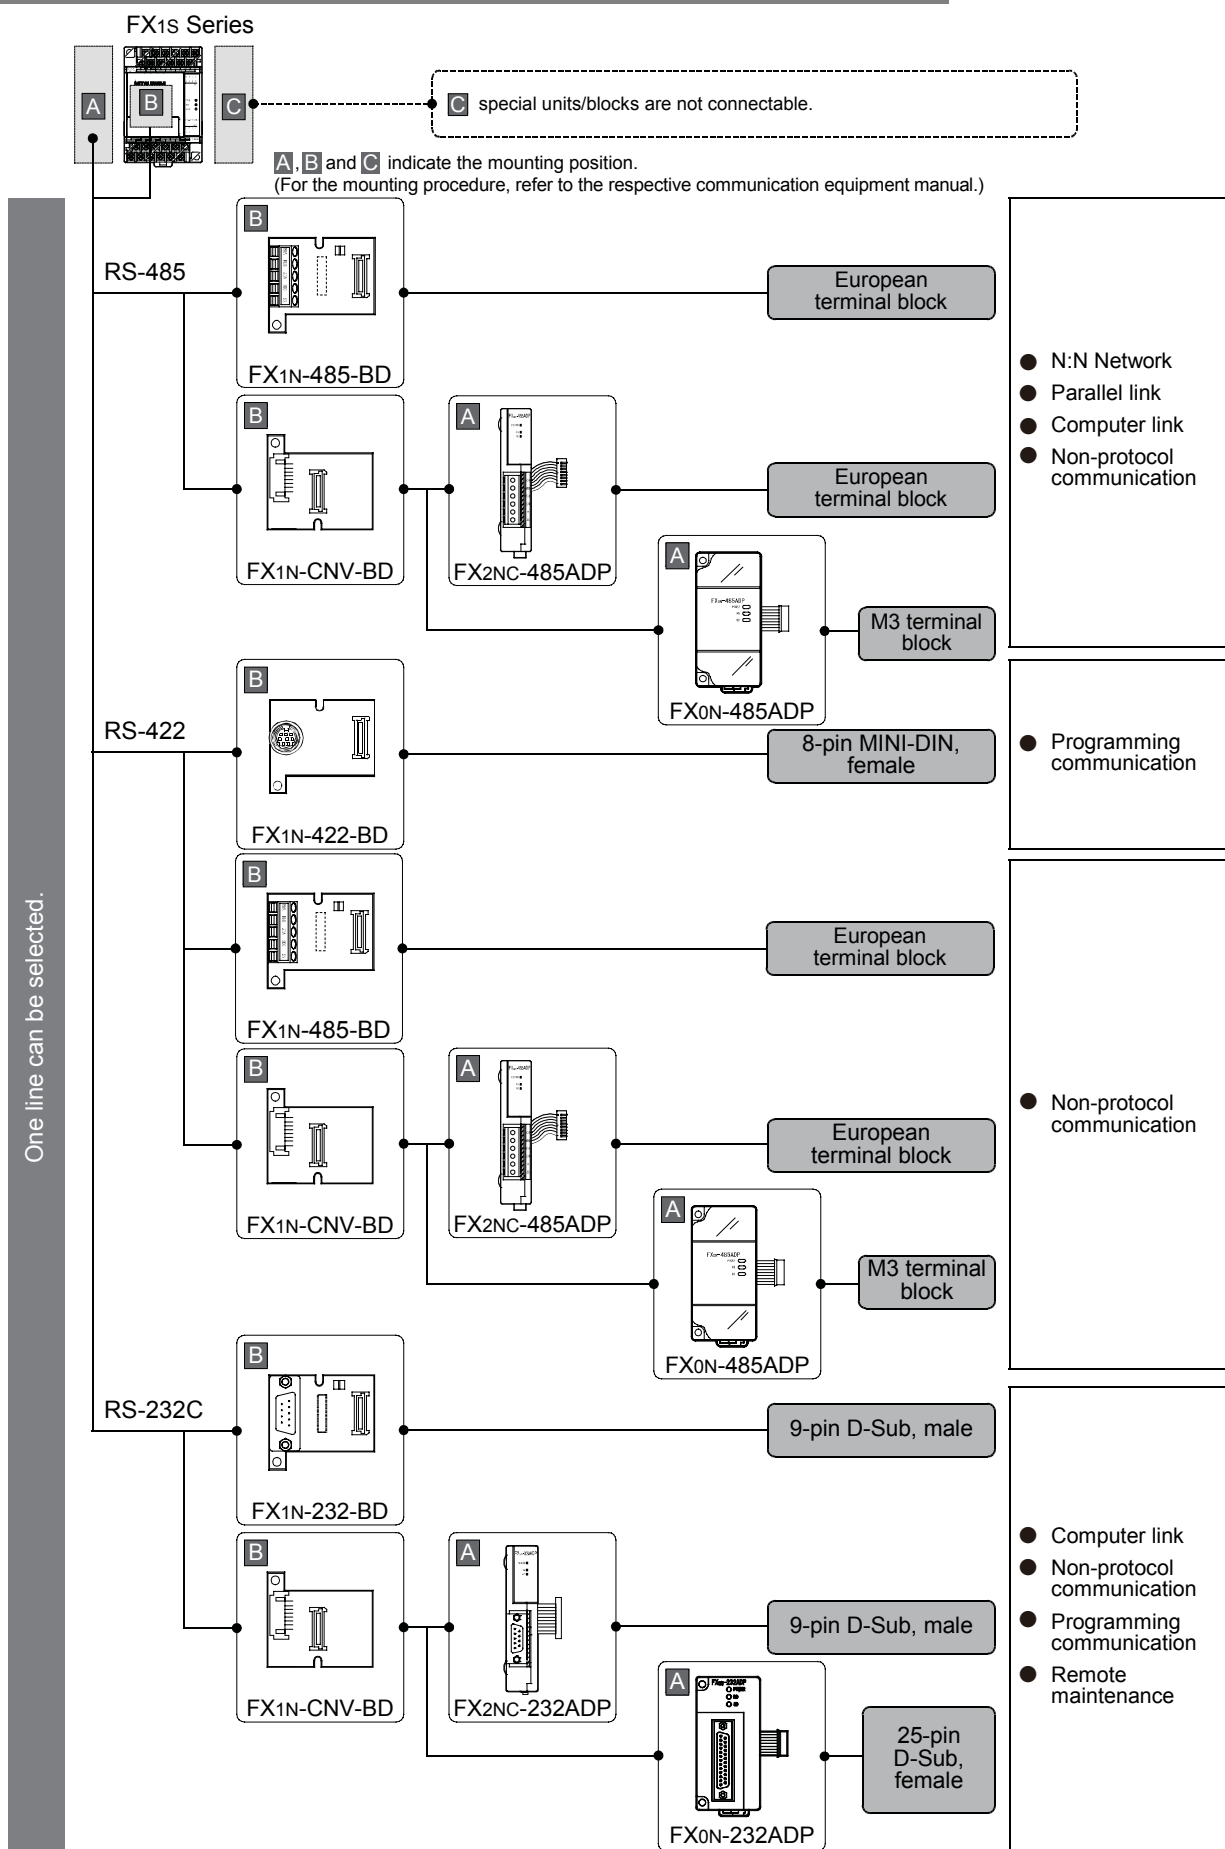 FX1S Series
A
B
C
C special units/blocks are not connectable.
A, B and C indicate the mounting position.
(For the mounting procedure, refer to the respective communication equipment manual.)
One line can be selected.
RS-485
B
FX1N-485-BD
European
terminal block
B
FX1N-CNV-BD
A
FX2NC-485ADP
European
terminal block
A
FX0N-485ADP
FX0N-485ADP
M3 terminal
block
● N:N Network
● Parallel link
● Computer link
● Non-protocol
communication
RS-422
B
FX1N-422-BD
8-pin MINI-DIN,
female
● Programming
communication
B
FX1N-485-BD
European
terminal block
B
FX1N-CNV-BD
A
FX2NC-485ADP
European
terminal block
A
FX0N-485ADP
FX0N-485ADP
M3 terminal
block
● Non-protocol
communication
RS-232C
B
FX1N-232-BD
9-pin D-Sub, male
B
FX1N-CNV-BD
A
FX2NC-232ADP
9-pin D-Sub, male
A
FX0N-232ADP
FX0N-232ADP
25-pin
D-Sub,
female
● Computer link
● Non-protocol
communication
● Programming
communication
● Remote
maintenance